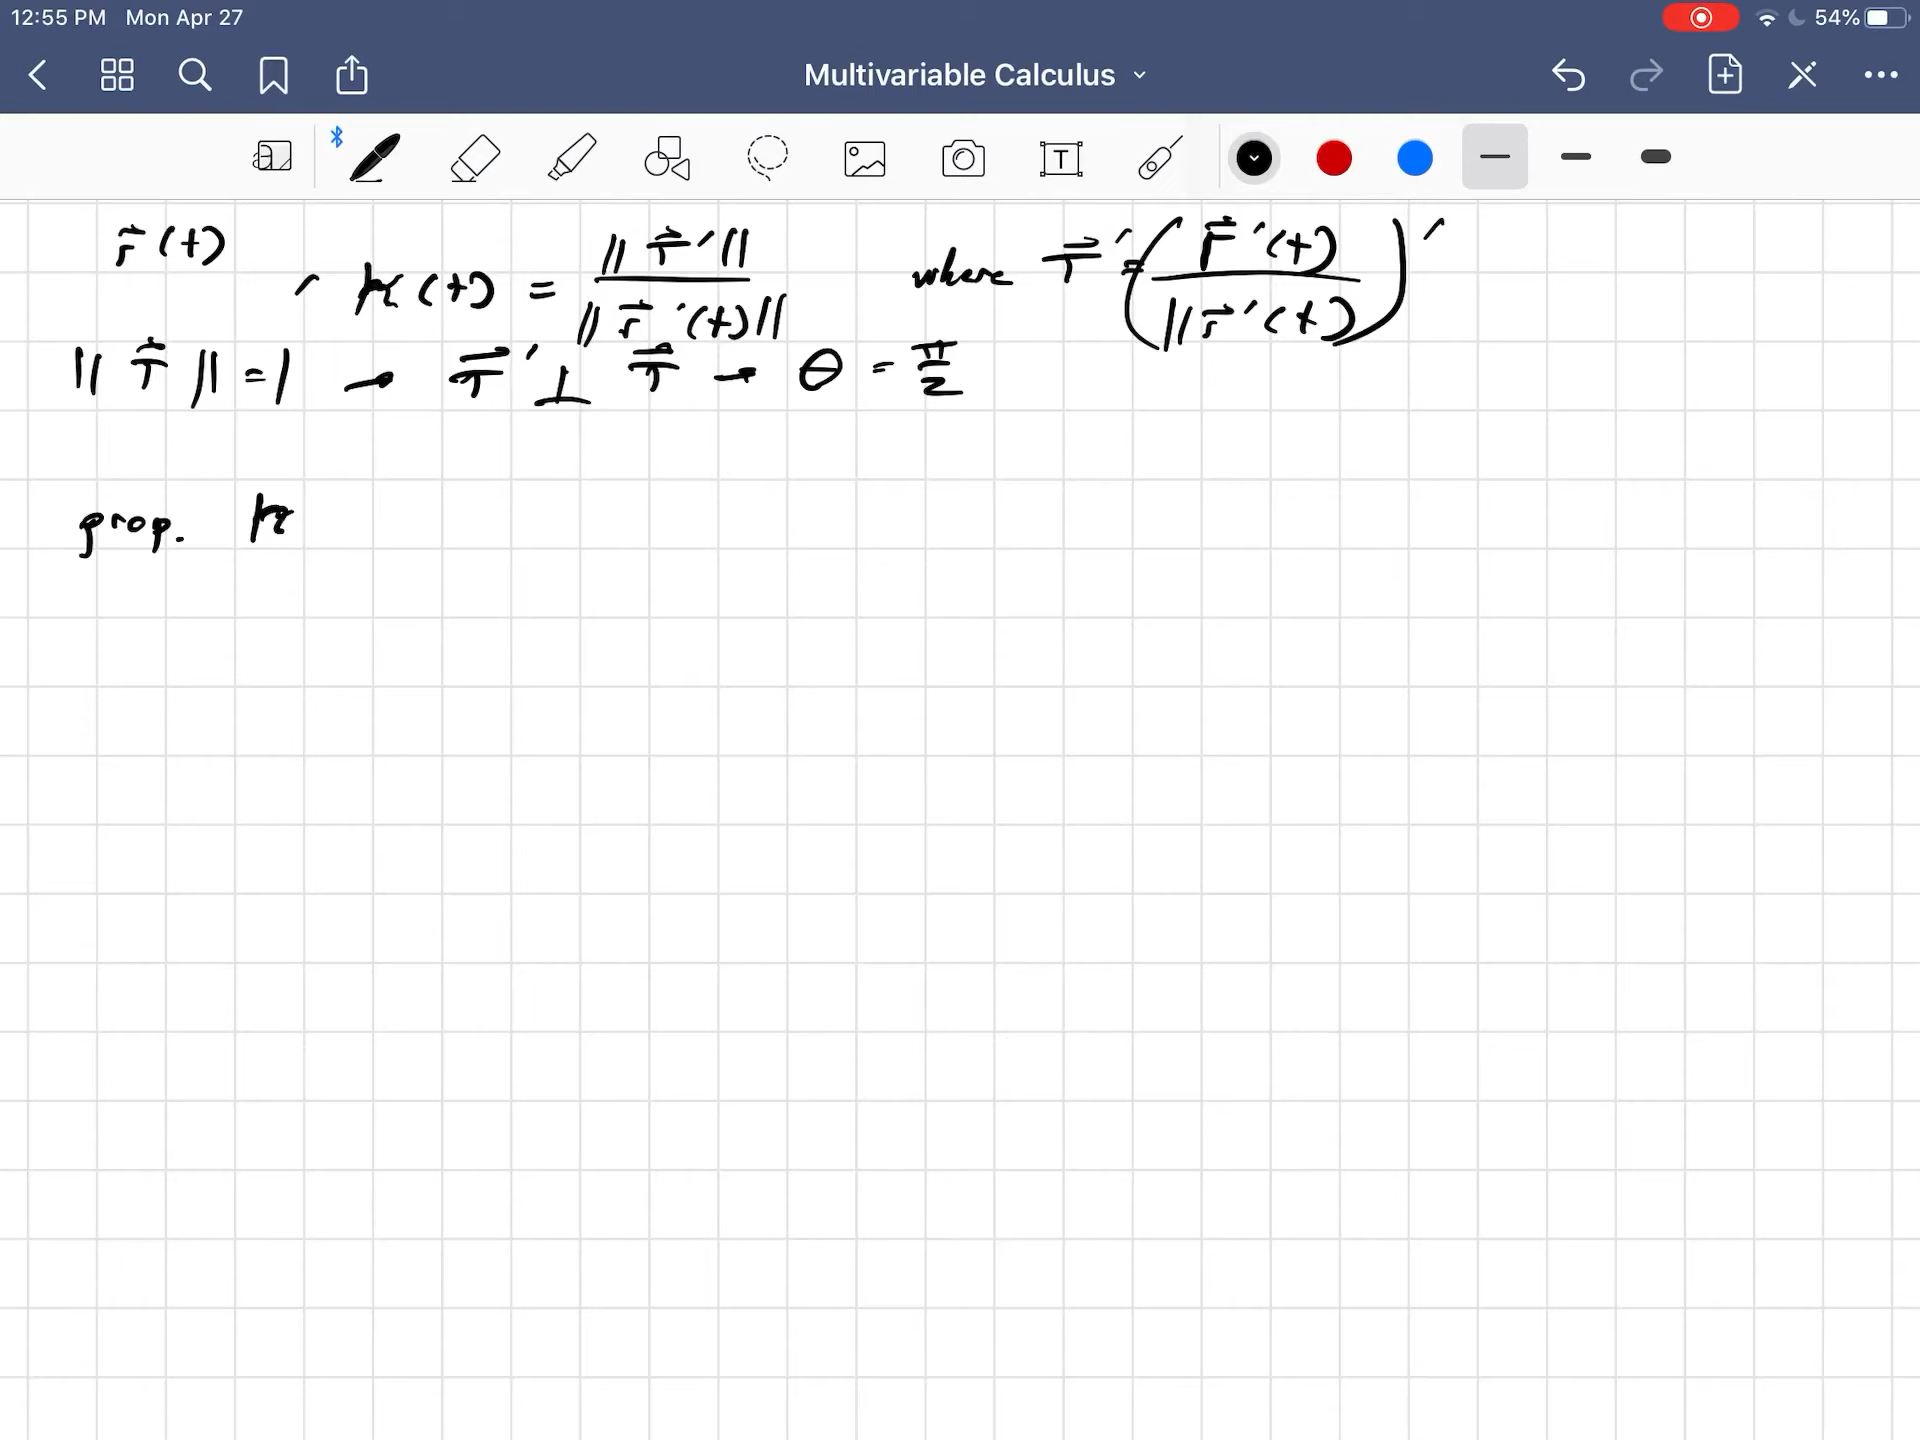 12:55 PM Mon Apr 27 54%
Multivariable Calculus
r⃗(t) , κ(t) = ‖T⃗′‖ / ‖r⃗′(t)‖ where T⃗′ = (r⃗′(t) / ‖r⃗′(t)‖)′
‖T⃗‖ = 1 → T⃗′ ⊥ T⃗ → θ = π/2
prop. κ